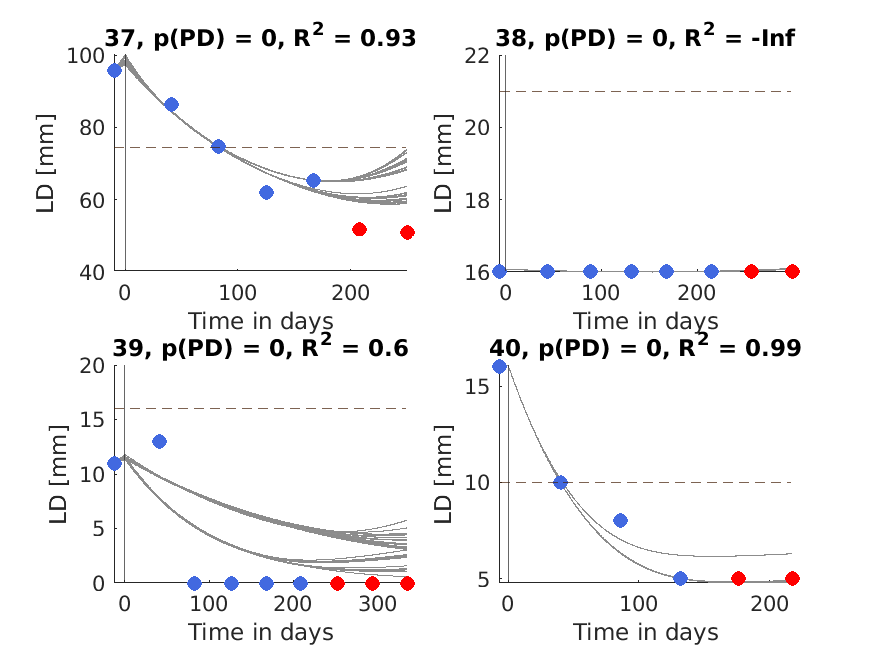 37, p(PD) = 0, R² = 0.93
100
80
60
40
LD [mm]
0
100
200
Time in days
38, p(PD) = 0, R² = -Inf
22
20
18
16
LD [mm]
0
100
200
Time in days
39, p(PD) = 0, R² = 0.6
20
15
10
5
0
LD [mm]
0
100
200
300
Time in days
40, p(PD) = 0, R² = 0.99
15
10
5
LD [mm]
0
100
200
Time in days